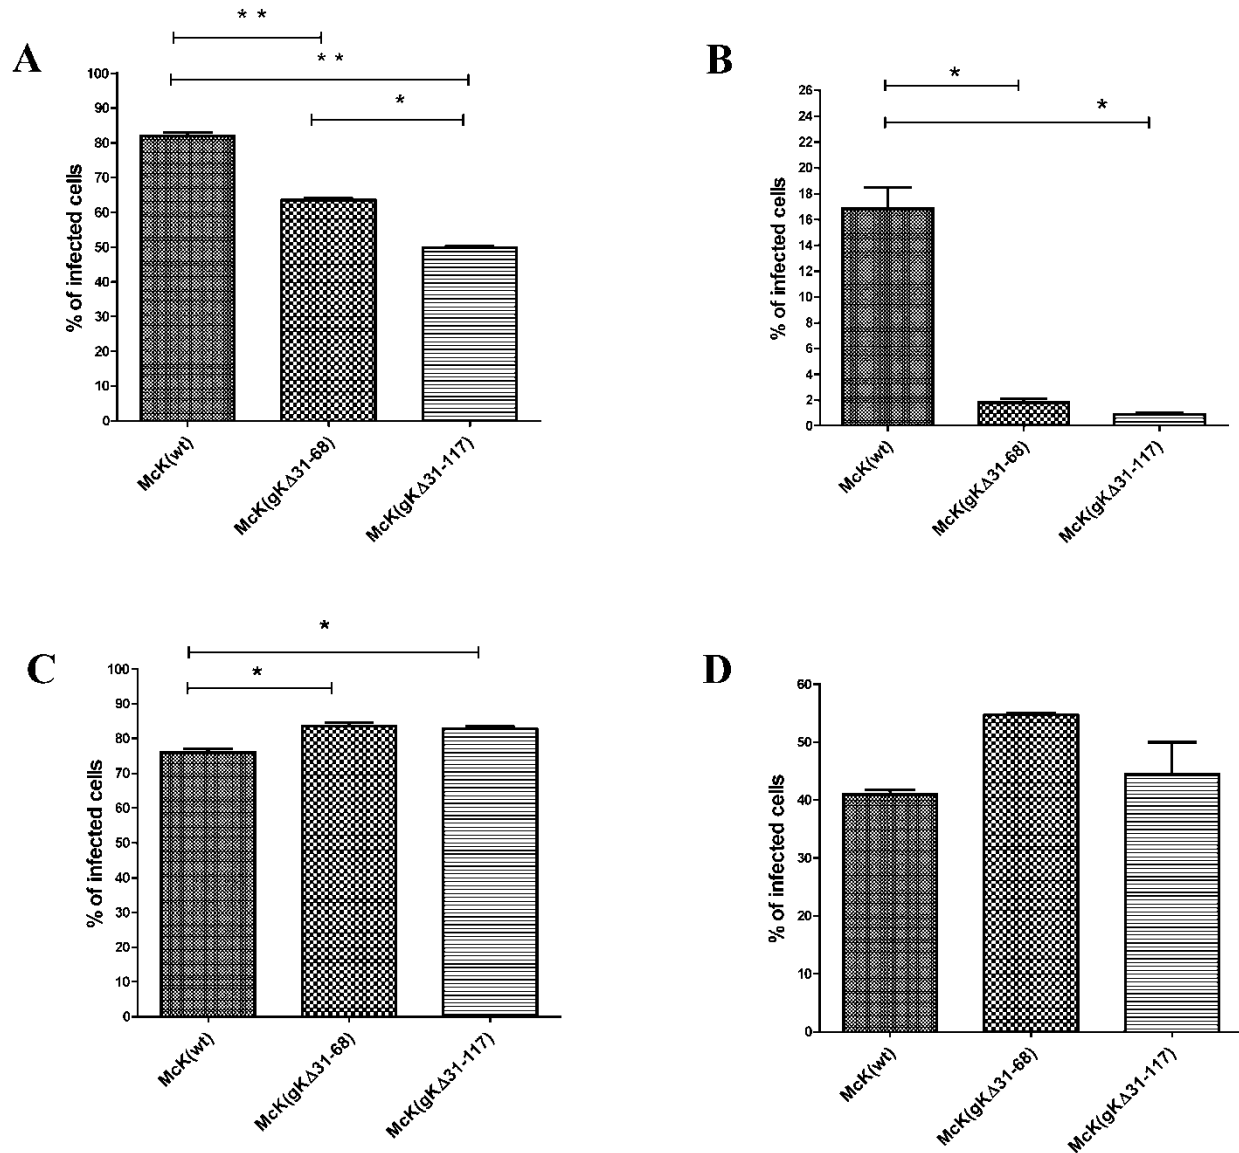 A
* *
* *
*
100
90
80
70
60
50
40
30
20
10
0
% of infected cells
McK(wt)
McK(gKΔ31-68)
McK(gKΔ31-117)
B
*
*
26
24
22
20
18
16
14
12
10
8
6
4
2
0
% of infected cells
McK(wt)
McK(gKΔ31-68)
McK(gKΔ31-117)
C
*
*
100
90
80
70
60
50
40
30
20
10
0
% of infected cells
McK(wt)
McK(gKΔ31-68)
McK(gKΔ31-117)
D
60
50
40
30
20
10
0
% of infected cells
McK(wt)
McK(gKΔ31-68)
McK(gKΔ31-117)